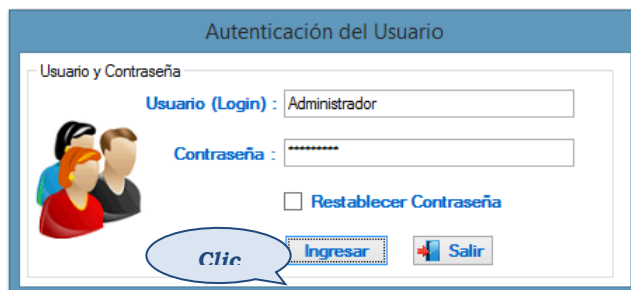 Autenticación del Usuario
Usuario y Contraseña
Usuario (Login) : Administrador
Contraseña : *********
Restablecer Contraseña
Clic Ingresar Salir